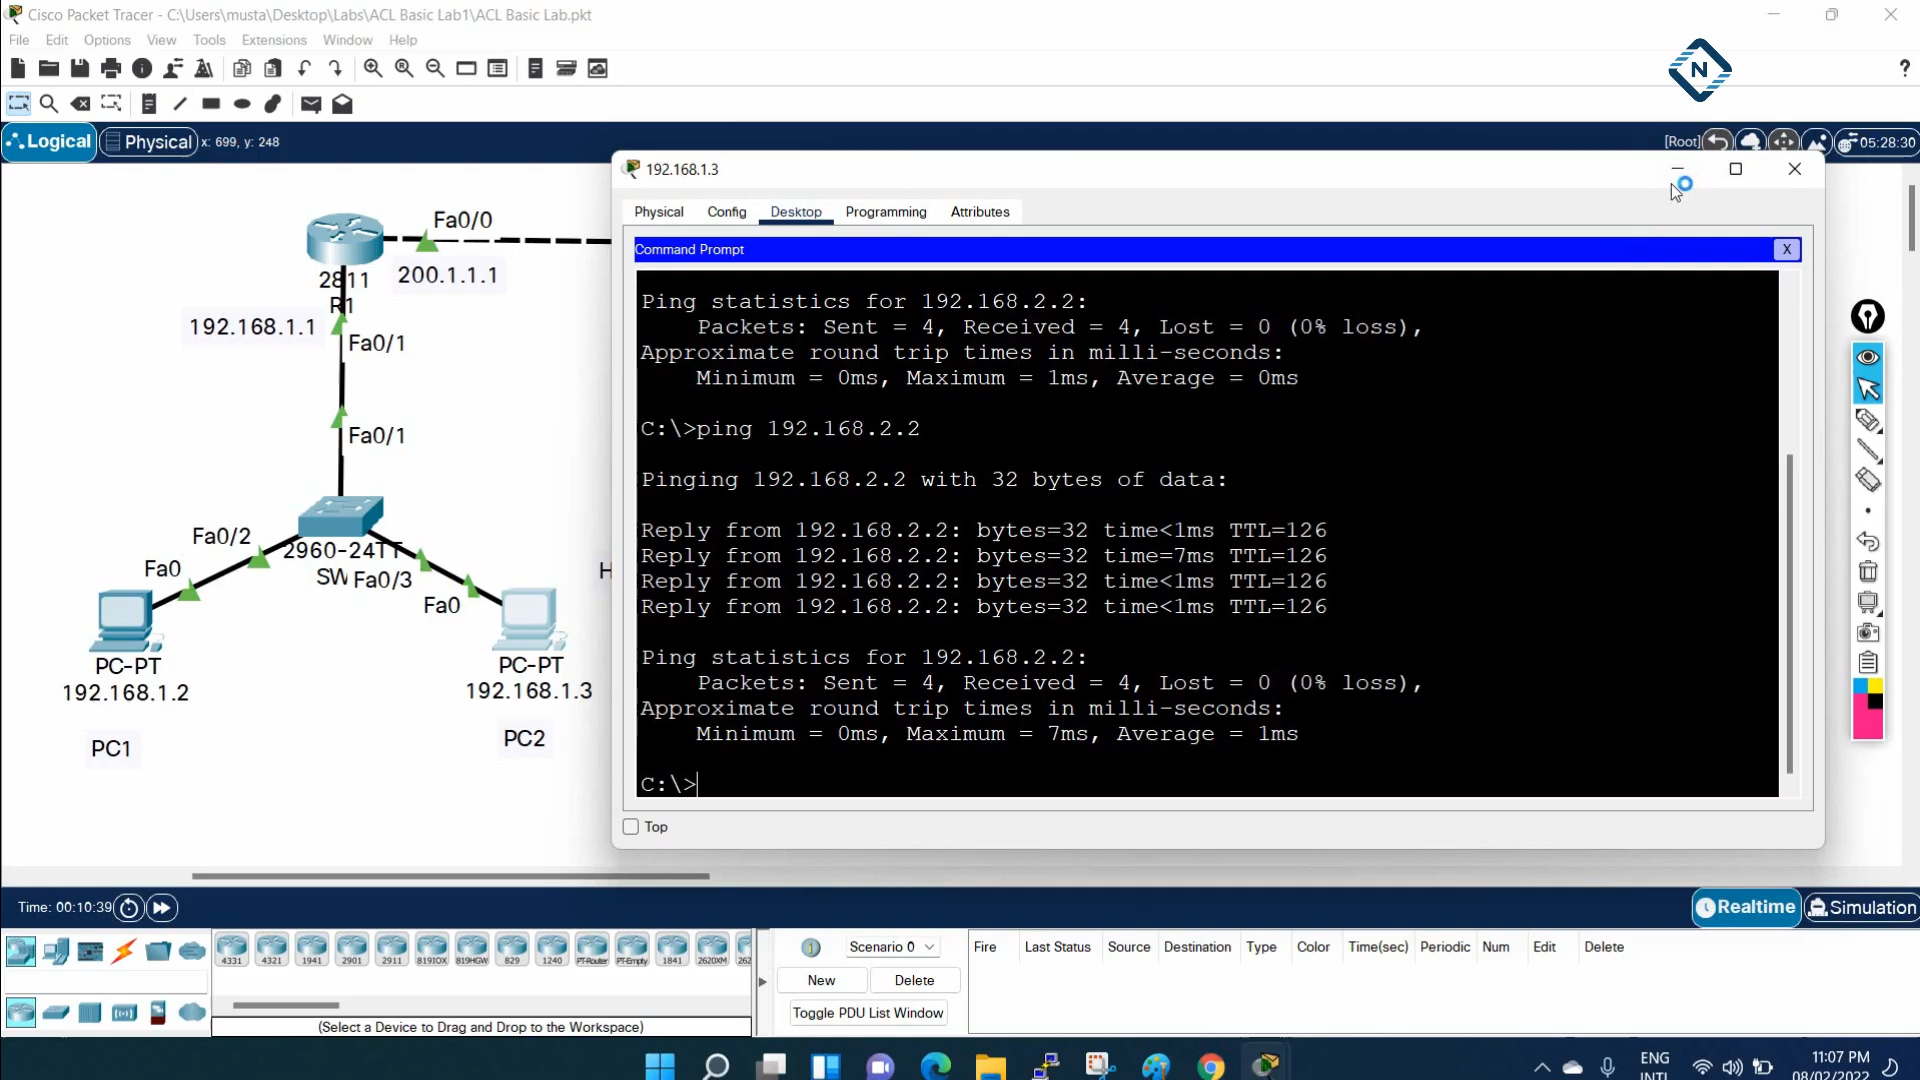 Cisco Packet Tracer - C:\Users\musta\Desktop\Labs\ACL Basic Lab1\ACL Basic Lab.pkt
File Edit Options View Tools Extensions Window Help
N
?
Logical Physical x: 699, y: 248 [Root] 05:28:30
192.168.1.3
Physical Config Desktop Programming Attributes
Command Prompt X
Ping statistics for 192.168.2.2:
Packets: Sent = 4, Received = 4, Lost = 0 (0% loss),
Approximate round trip times in milli-seconds:
Minimum = 0ms, Maximum = 1ms, Average = 0ms
C:\>ping 192.168.2.2
Pinging 192.168.2.2 with 32 bytes of data:
Reply from 192.168.2.2: bytes=32 time<1ms TTL=126
Reply from 192.168.2.2: bytes=32 time=7ms TTL=126
Reply from 192.168.2.2: bytes=32 time<1ms TTL=126
Reply from 192.168.2.2: bytes=32 time<1ms TTL=126
Ping statistics for 192.168.2.2:
Packets: Sent = 4, Received = 4, Lost = 0 (0% loss),
Approximate round trip times in milli-seconds:
Minimum = 0ms, Maximum = 7ms, Average = 1ms
C:\>
Top
Fa0/0
2811
R1
200.1.1.1
192.168.1.1
Fa0/1
Fa0/1
Fa0/2
2960-24TT
SW
Fa0/3
Fa0
Fa0
H
PC-PT
192.168.1.2
PC1
PC-PT
192.168.1.3
PC2
Time: 00:10:39 Realtime Simulation
4331 4321 1941 2901 2911 819IOX 819HGW 829 1240 PT-Router PT-Empty 1841 2620XM 262
(Select a Device to Drag and Drop to the Workspace)
Scenario 0
New Delete
Toggle PDU List Window
Fire Last Status Source Destination Type Color Time(sec) Periodic Num Edit Delete
ENG
INTL
11:07 PM
08/02/2022